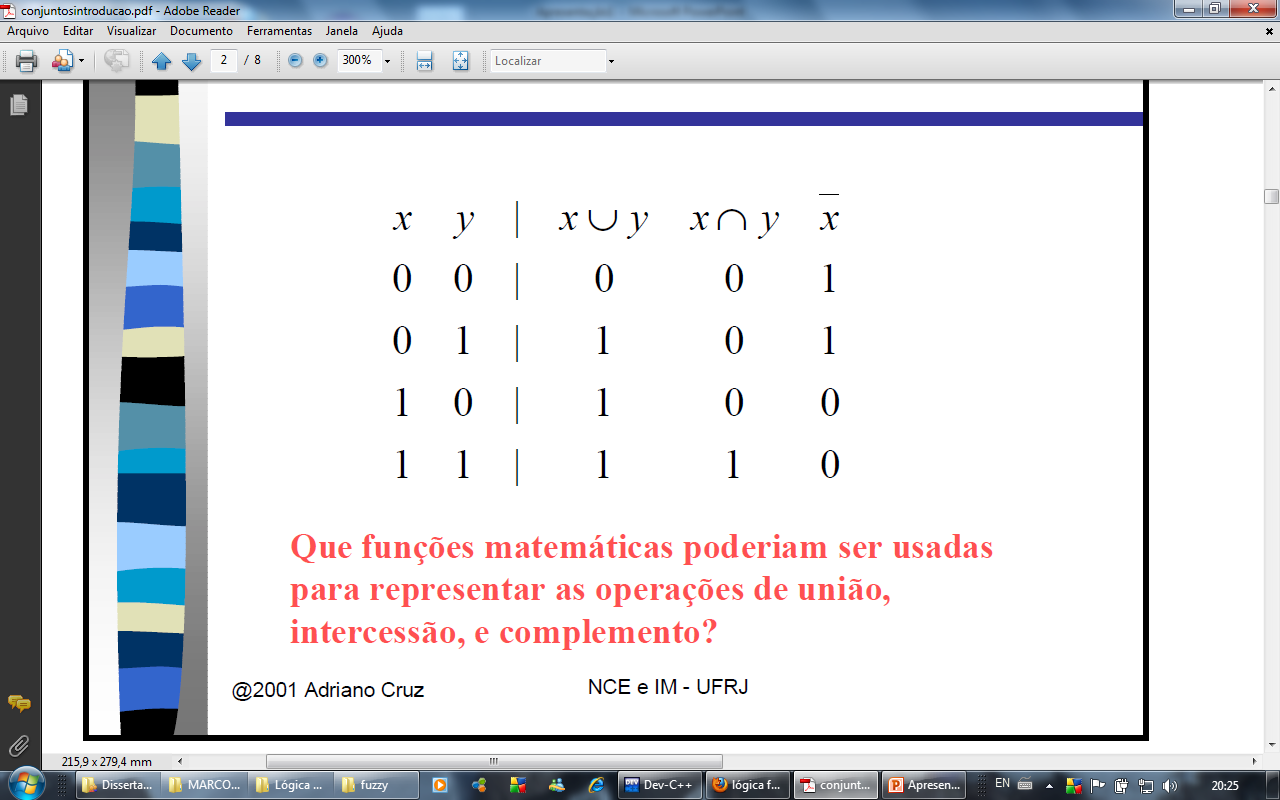 conjuntosintroducao.pdf - Adobe Reader
Arquivo Editar Visualizar Documento Ferramentas Janela Ajuda
2 / 8 300% Localizar
x y | x ∪ y x ∩ y x̅
0 0 | 0 0 1
0 1 | 1 0 1
1 0 | 1 0 0
1 1 | 1 1 0
Que funções matemáticas poderiam ser usadas
para representar as operações de união,
intercessão, e complemento?
@2001 Adriano Cruz NCE e IM - UFRJ
215,9 x 279,4 mm
Disserta... MARCO... Lógica ... fuzzy Dev-C++ lógica f... conjunt... Apresen... EN 20:25